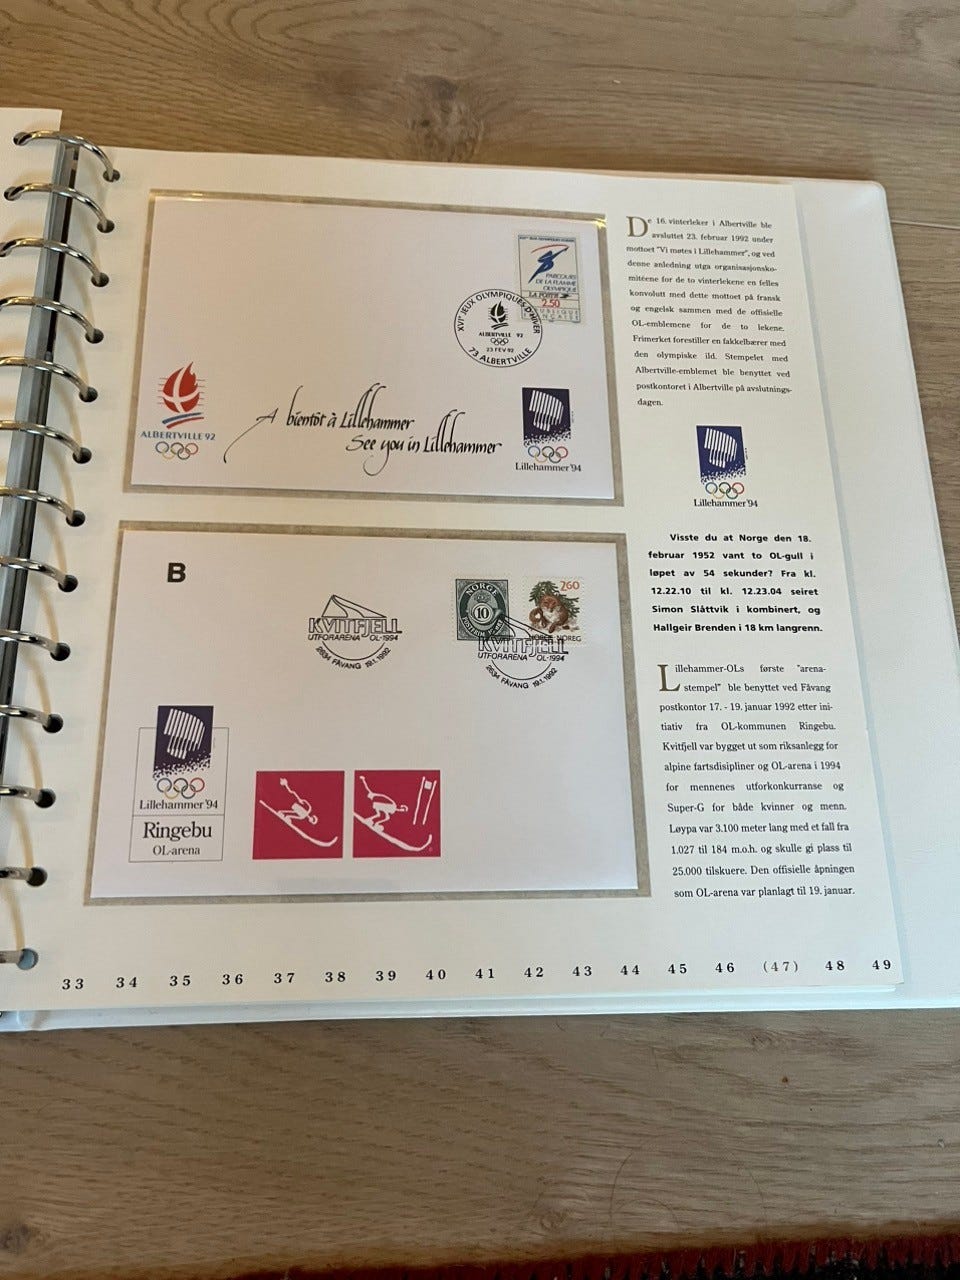 XVIes JEUX OLYMPIQUES D'HIVER
PARCOURS
DE LA FLAMME
OLYMPIQUE
LA POSTE
2,50
XVIes JEUX OLYMPIQUES D'HIVER
ALBERTVILLE 92
23 FEV 92
73 ALBERTVILLE
ALBERTVILLE 92
A bientôt à Lillehammer
See you in Lillehammer
Lillehammer '94
De 16. vinterleker i Albertville ble
avsluttet 23. februar 1992 under
mottoet "Vi møtes i Lillehammer", og ved
denne anledning utga organisasjonsko-
mitéene for de to vinterlekene en felles
konvolutt med dette mottoet på fransk
og engelsk sammen med de offisielle
OL-emblemene for de to lekene.
Frimerket forestiller en fakkelbærer med
den olympiske ild. Stempelet med
Albertville-emblemet ble benyttet ved
postkontoret i Albertville på avslutnings-
dagen.
Lillehammer '94
Visste du at Norge den 18.
februar 1952 vant to OL-gull i
løpet av 54 sekunder? Fra kl.
12.22.10 til kl. 12.23.04 seiret
Simon Slåttvik i kombinert, og
Hallgeir Brenden i 18 km langrenn.
B
KVITFJELL
UTFORARENA OL-1994
2634 FÅVANG 19.1.1992
NORGE
10
260
NORGE NOREG
KVITFJELL
UTFORARENA OL-1994
2634 FÅVANG 19.1.1992
Lillehammer '94
Ringebu
OL-arena
Lillehammer-OLs første "arena-
stempel" ble benyttet ved Fåvang
postkontor 17. - 19. januar 1992 etter ini-
tiativ fra OL-kommunen Ringebu.
Kvitfjell var bygget ut som riksanlegg for
alpine fartsdisipliner og OL-arena i 1994
for mennenes utforkonkurranse og
Super-G for både kvinner og menn.
Løypa var 3.100 meter lang med et fall fra
1.027 til 184 m.o.h. og skulle gi plass til
25.000 tilskuere. Den offisielle åpningen
som OL-arena var planlagt til 19. januar.
33 34 35 36 37 38 39 40 41 42 43 44 45 46 (47) 48 49